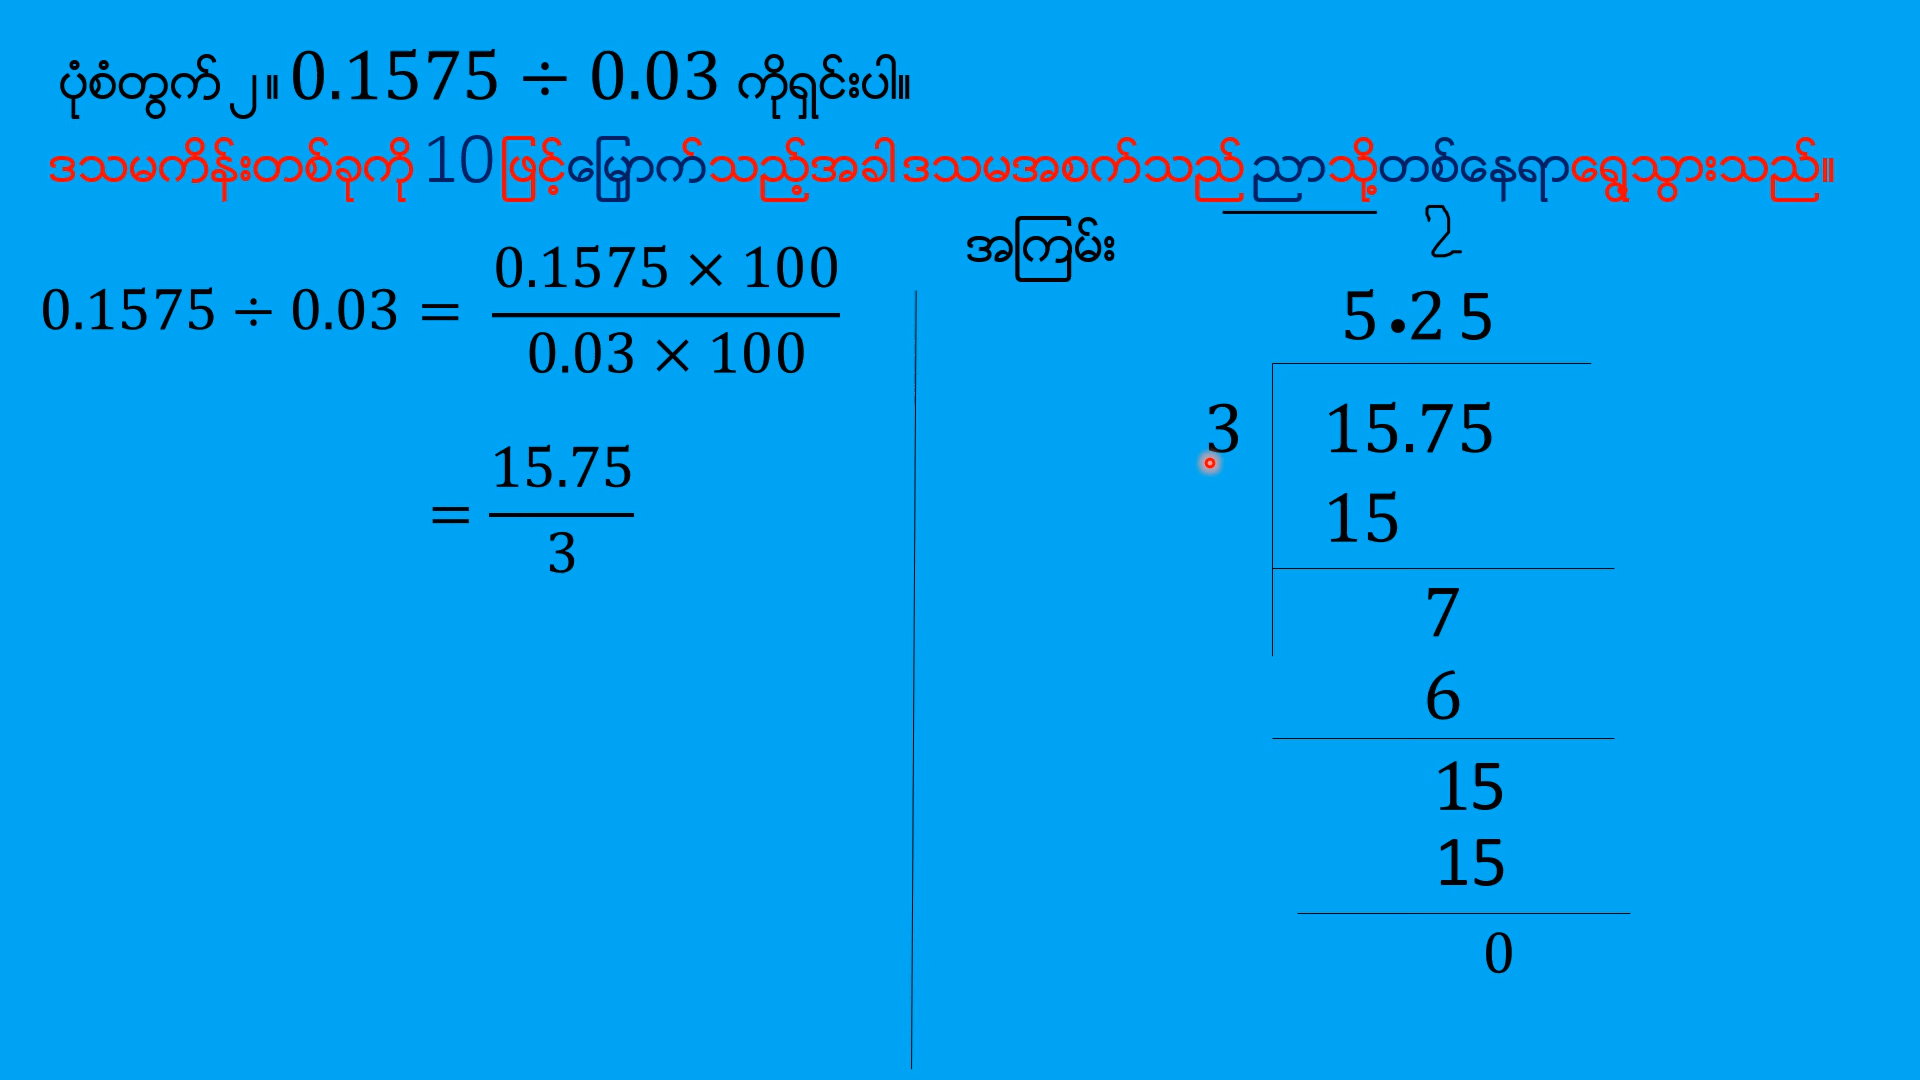 ပုံစံတွက် ၂။ 0.1575 ÷ 0.03 ကိုရှင်းပါ။
ဒသမကိန်းတစ်ခုကို 10 ဖြင့်မြှောက်သည့်အခါ ဒသမအစက်သည် ညာသို့တစ်နေရာရွှေ့သွားသည်။
0.1575 ÷ 0.03 =
0.1575 × 100
0.03 × 100
=
15.75
3
အကြမ်း
2
5.25
3
15.75
15
7
6
15
15
0